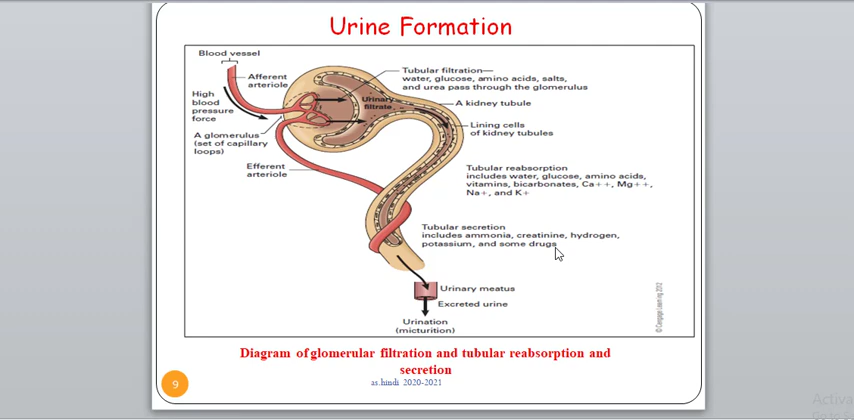 Urine Formation
Blood vessel
Afferent
arteriole
High
blood
pressure
force
A glomerulus
(set of capillary
loops)
Efferent
arteriole
Urinary
filtrate
Tubular filtration—
water, glucose, amino acids, salts,
and urea pass through the glomerulus
A kidney tubule
Lining cells
of kidney tubules
Tubular reabsorption
includes water, glucose, amino acids,
vitamins, bicarbonates, Ca++, Mg++,
Na+, and K+
Tubular secretion
includes ammonia, creatinine, hydrogen,
potassium, and some drugs
Urinary meatus
Excreted urine
Urination
(micturition)
© Cengage Learning 2012
Diagram of glomerular filtration and tubular reabsorption and
secretion
9
as.hindi 2020-2021
Activa